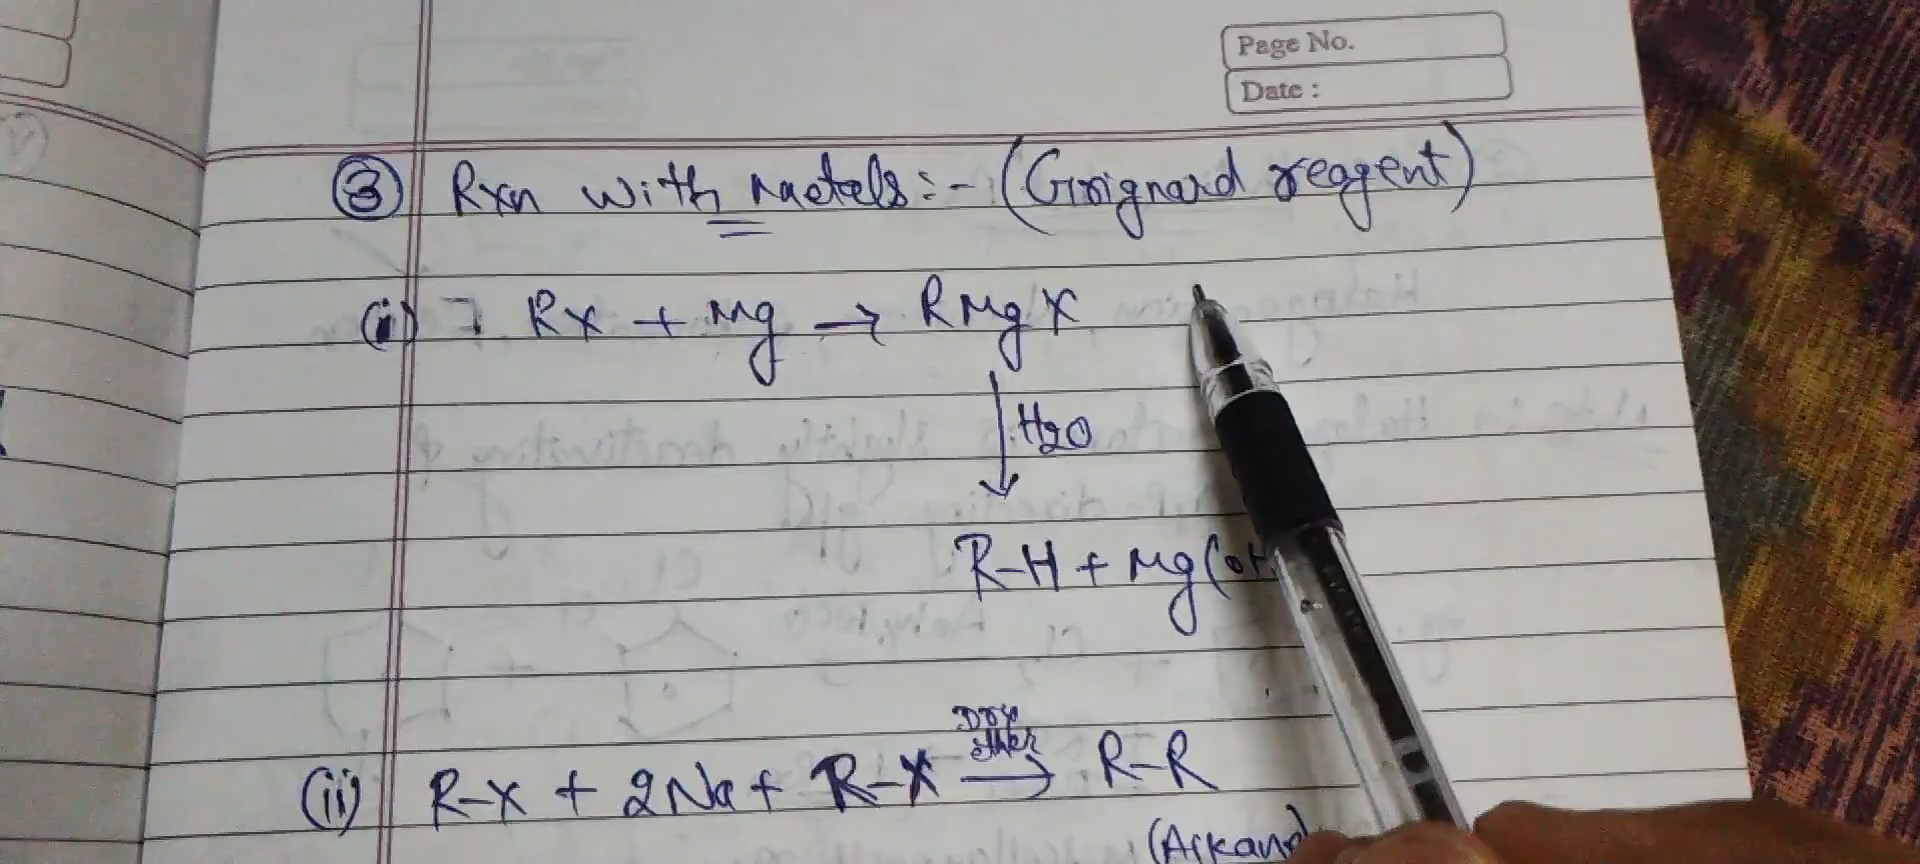 Page No.
Date :
③ Rxn with metals:- (Grignard reagent)
(i) Rx + Mg → RMgX
↓ H2O
R-H + Mg(OH
Dry
ether
(ii) R-X + 2Na + R-X → R-R
(Alkane)